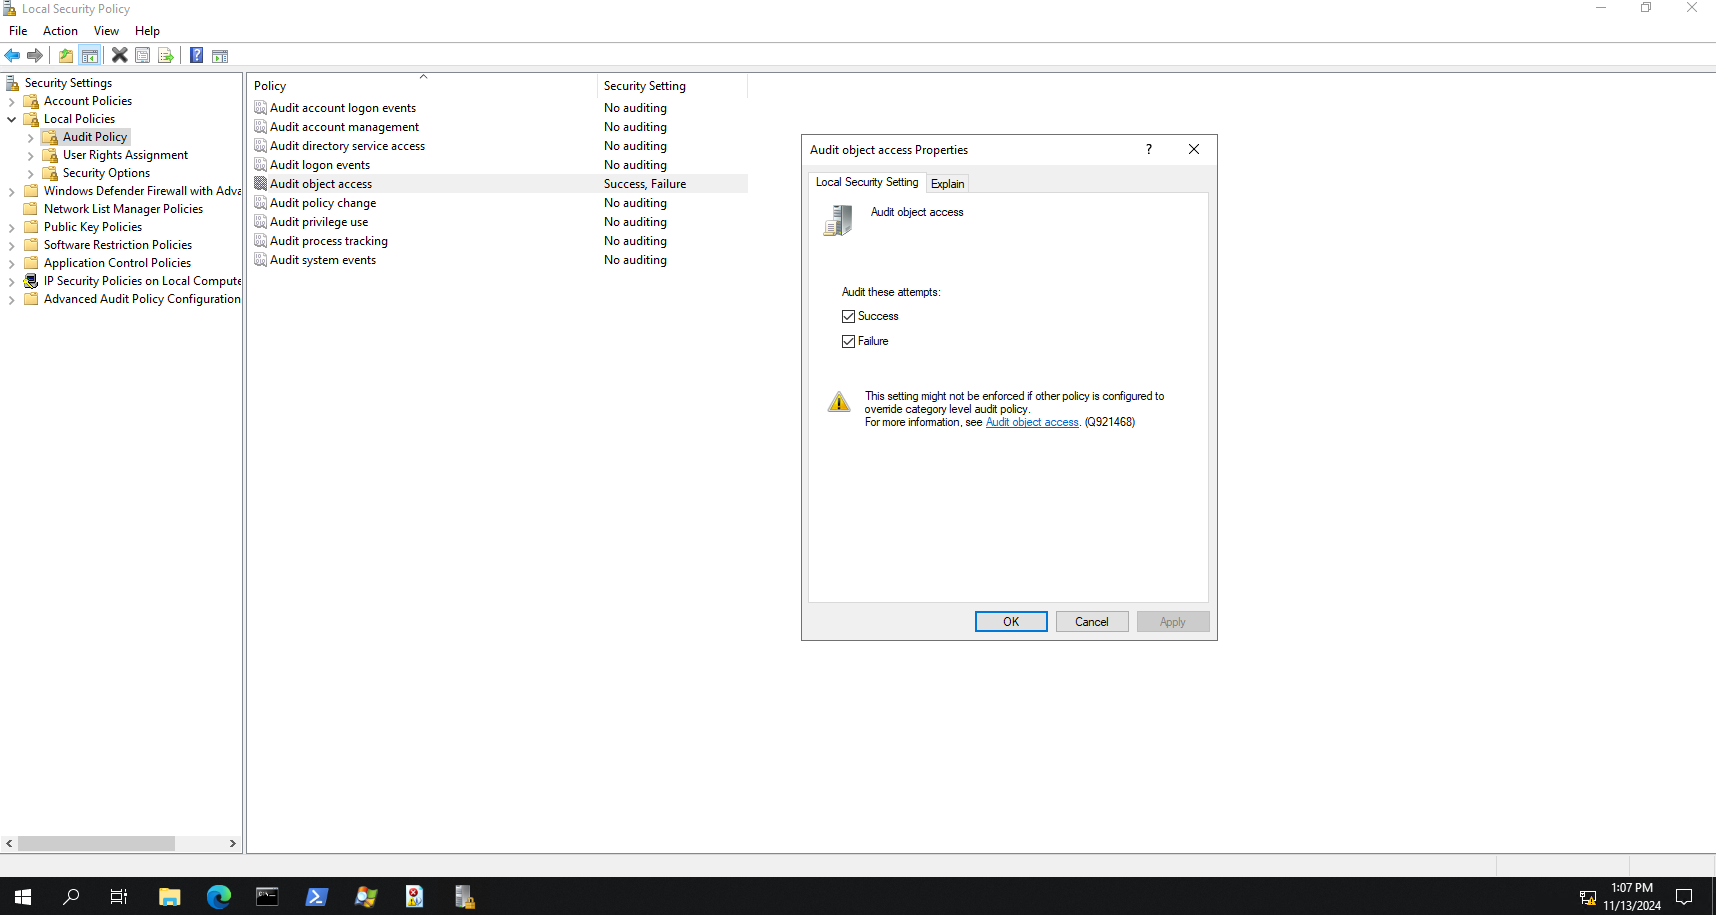 Local Security Policy
File Action View Help
Security Settings
Account Policies
Local Policies
Audit Policy
User Rights Assignment
Security Options
Windows Defender Firewall with Adva
Network List Manager Policies
Public Key Policies
Software Restriction Policies
Application Control Policies
IP Security Policies on Local Compute
Advanced Audit Policy Configuration
Policy Security Setting
Audit account logon events No auditing
Audit account management No auditing
Audit directory service access No auditing
Audit logon events No auditing
Audit object access Success, Failure
Audit policy change No auditing
Audit privilege use No auditing
Audit process tracking No auditing
Audit system events No auditing
Audit object access Properties
Local Security Setting Explain
Audit object access
Audit these attempts:
Success
Failure
This setting might not be enforced if other policy is configured to
override category level audit policy.
For more information, see Audit object access. (Q921468)
OK Cancel Apply
1:07 PM
11/13/2024